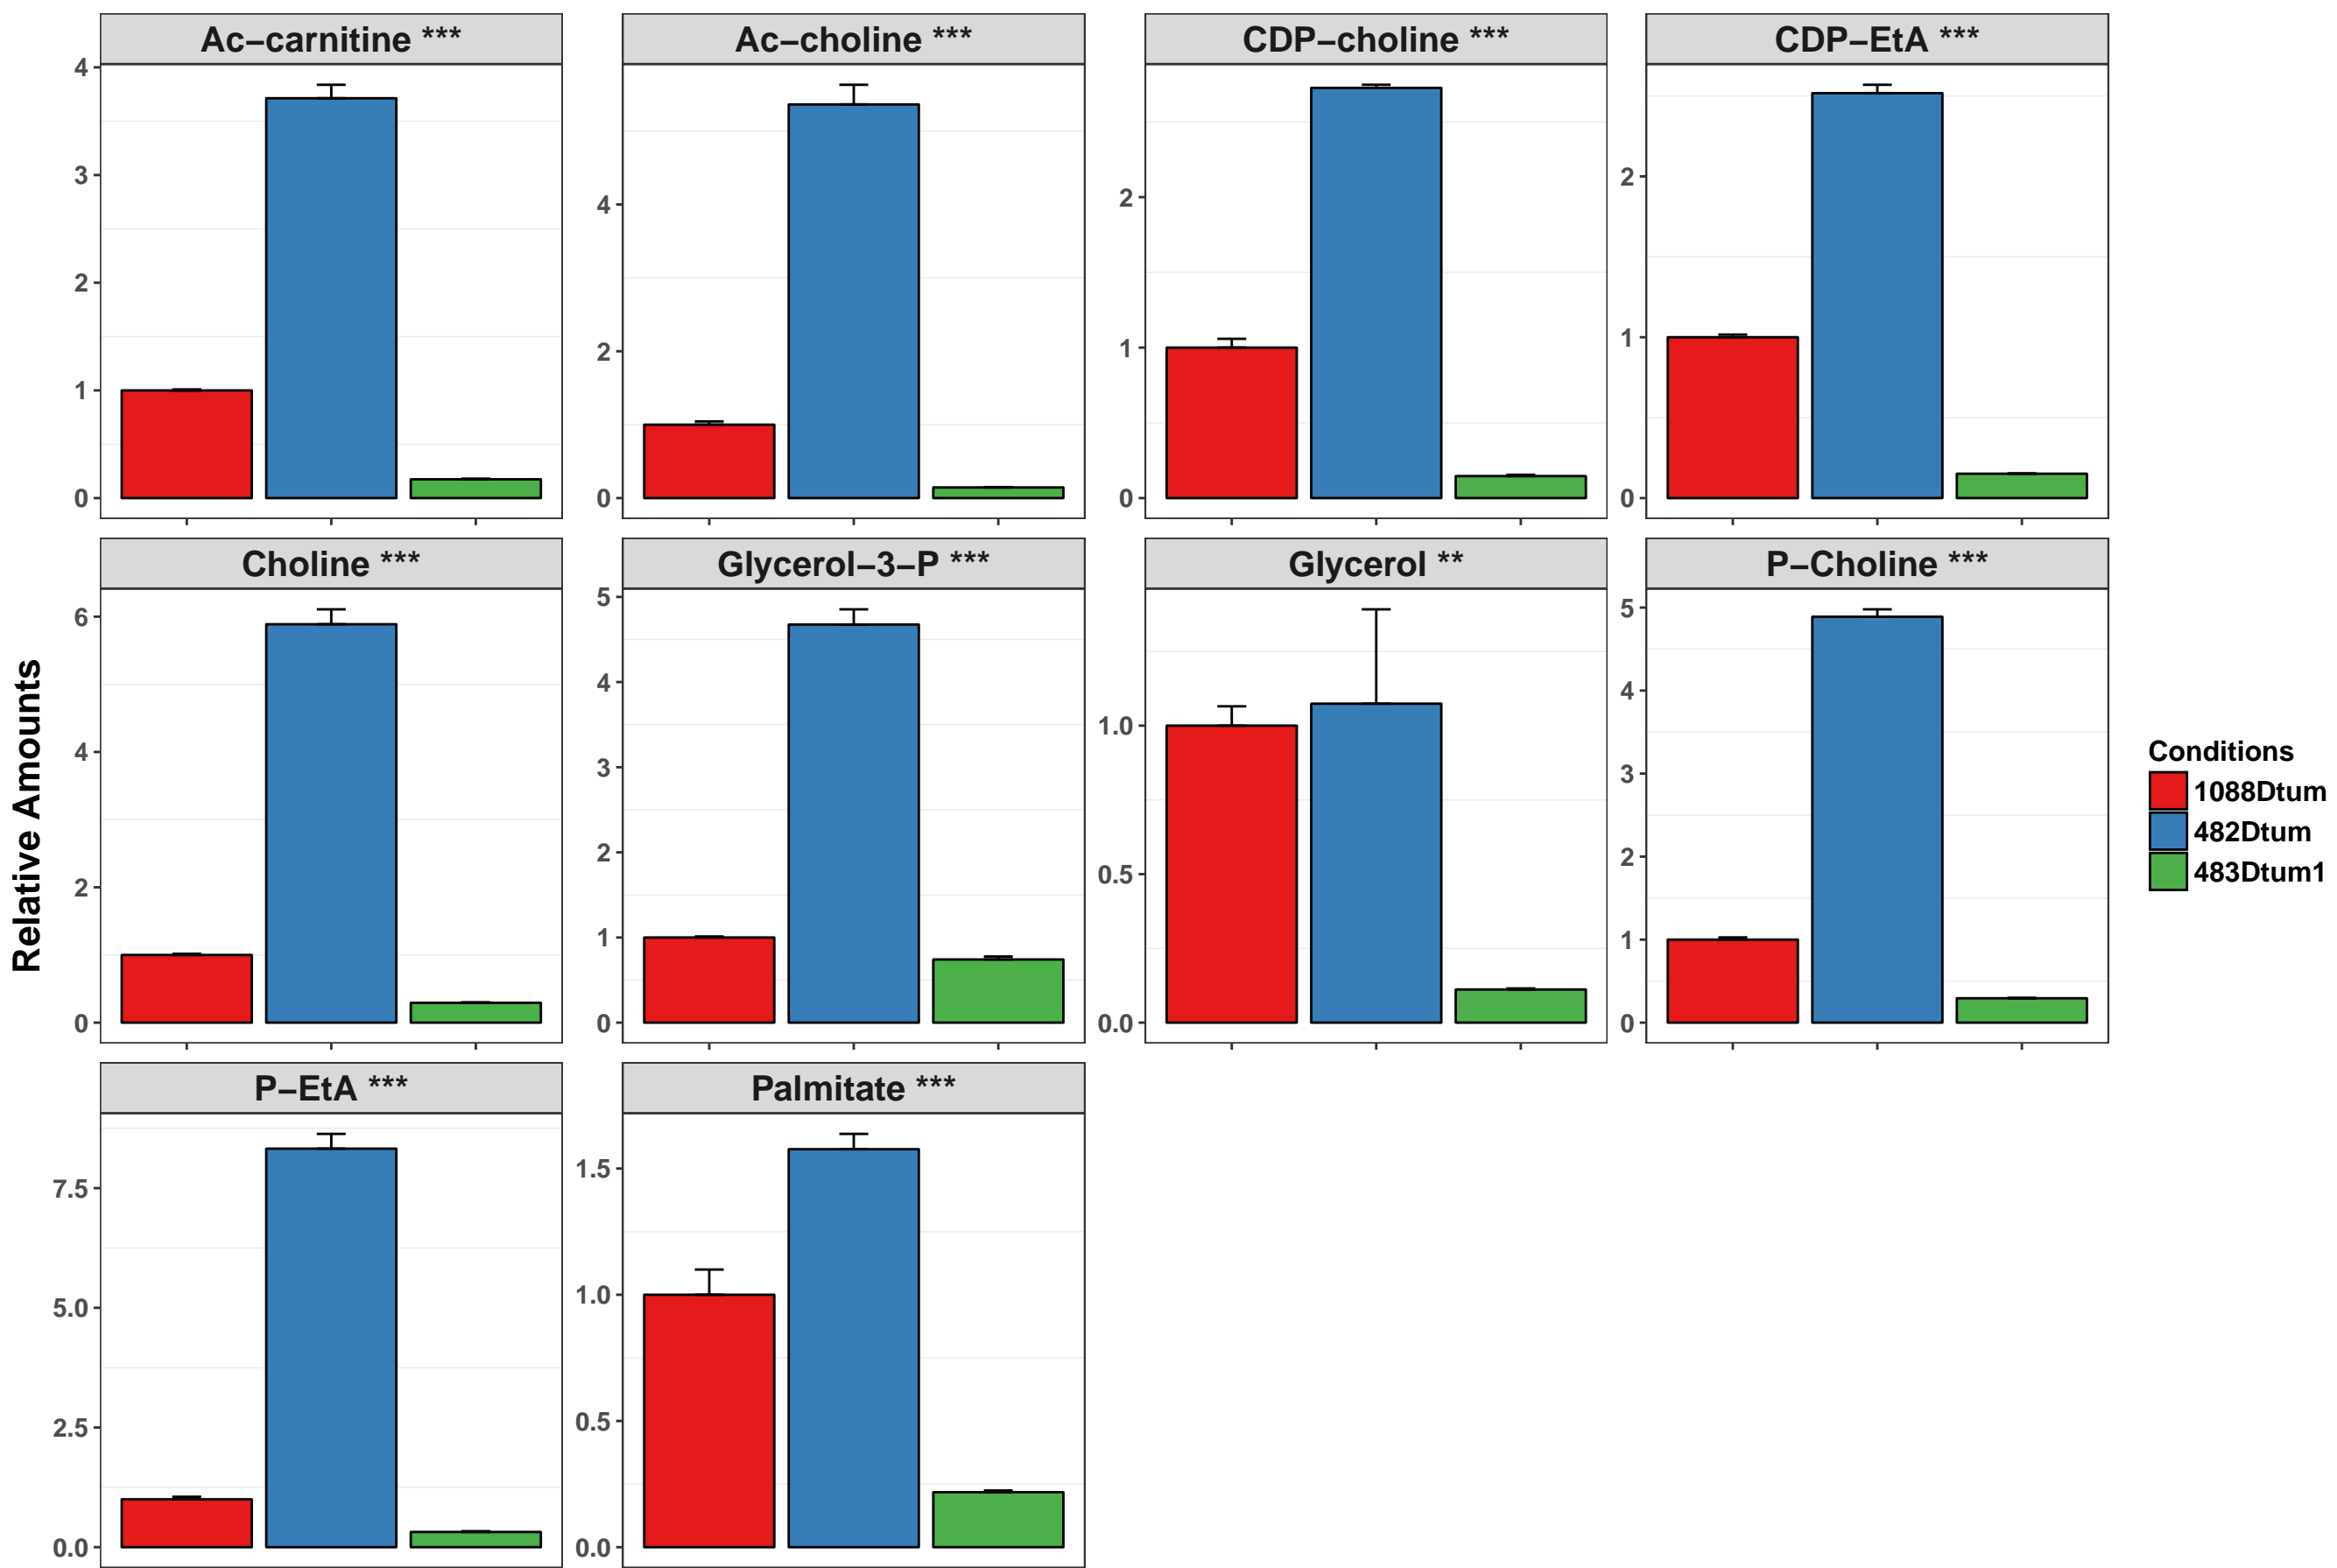 Ac–carnitine ***
Ac–choline ***
CDP–choline ***
CDP–EtA ***
4
3
2
1
0
4
2
0
2
1
0
2
1
0
Choline ***
Glycerol–3–P ***
Glycerol **
P–Choline ***
6
4
2
0
5
4
3
2
1
0
1.0
0.5
0.0
5
4
3
2
1
0
P–EtA ***
Palmitate ***
7.5
5.0
2.5
0.0
1.5
1.0
0.5
0.0
Relative Amounts
Conditions
1088Dtum
482Dtum
483Dtum1